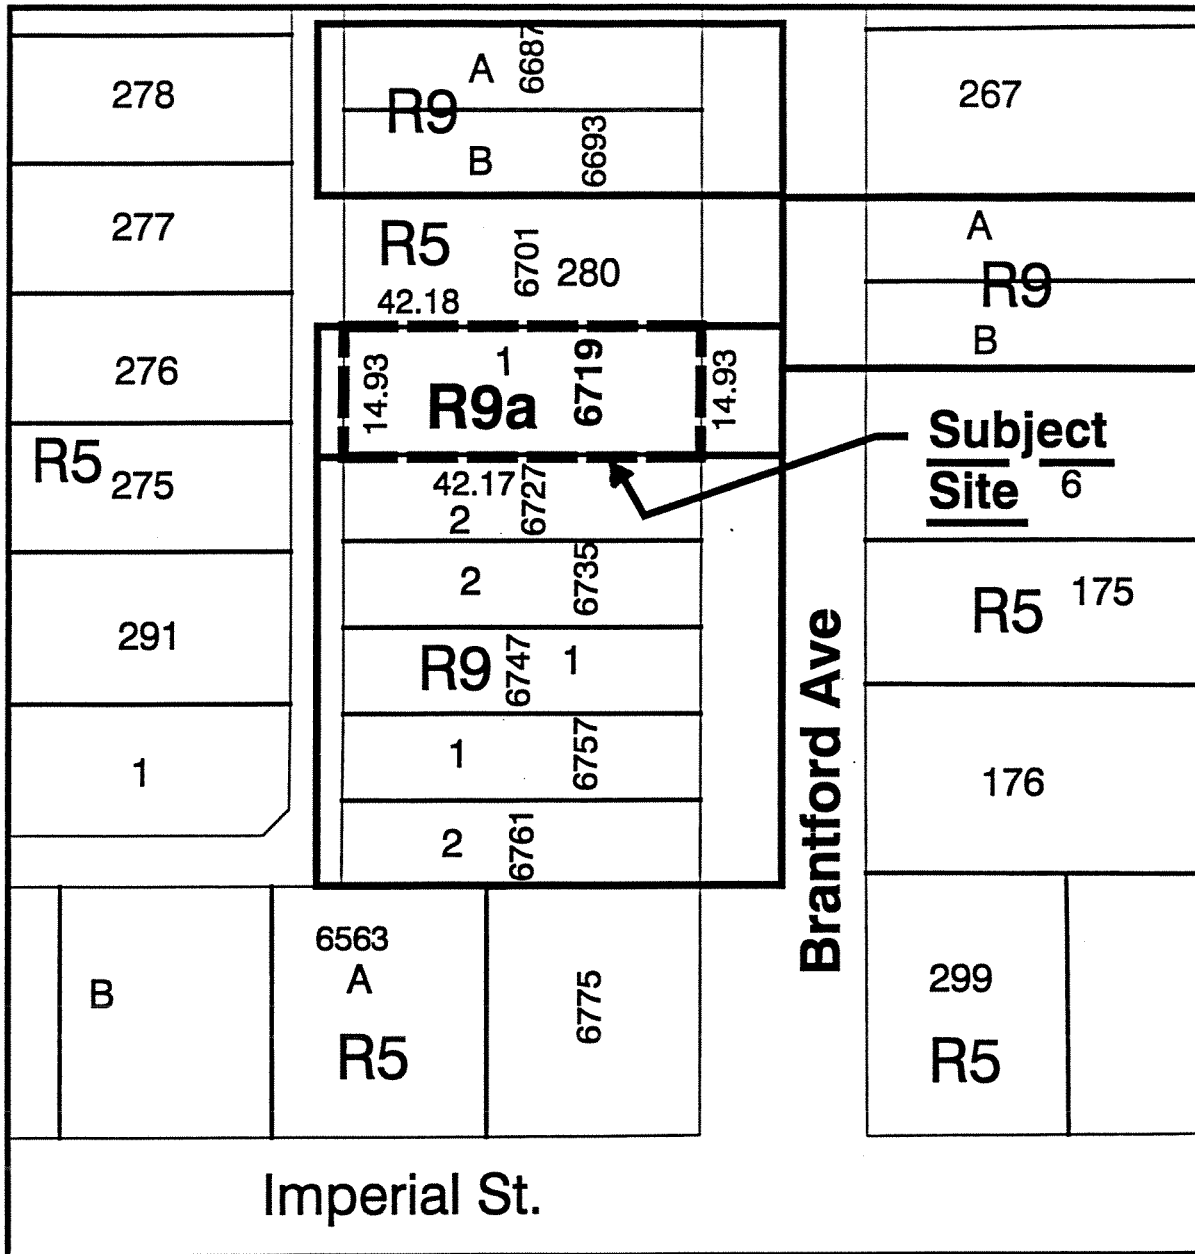 278
277
276
R5 275
291
1
A 6687
R9
B 6693
R5 6701 280
42.18
14.93 1 6719 14.93
R9a
42.17 6727
2
2 6735
R9 6747 1
1 6757
2 6761
267
A
R9
B
Subject
Site 6
R5 175
176
Brantford Ave
B
6563
A
R5
6775
299
R5
Imperial St.